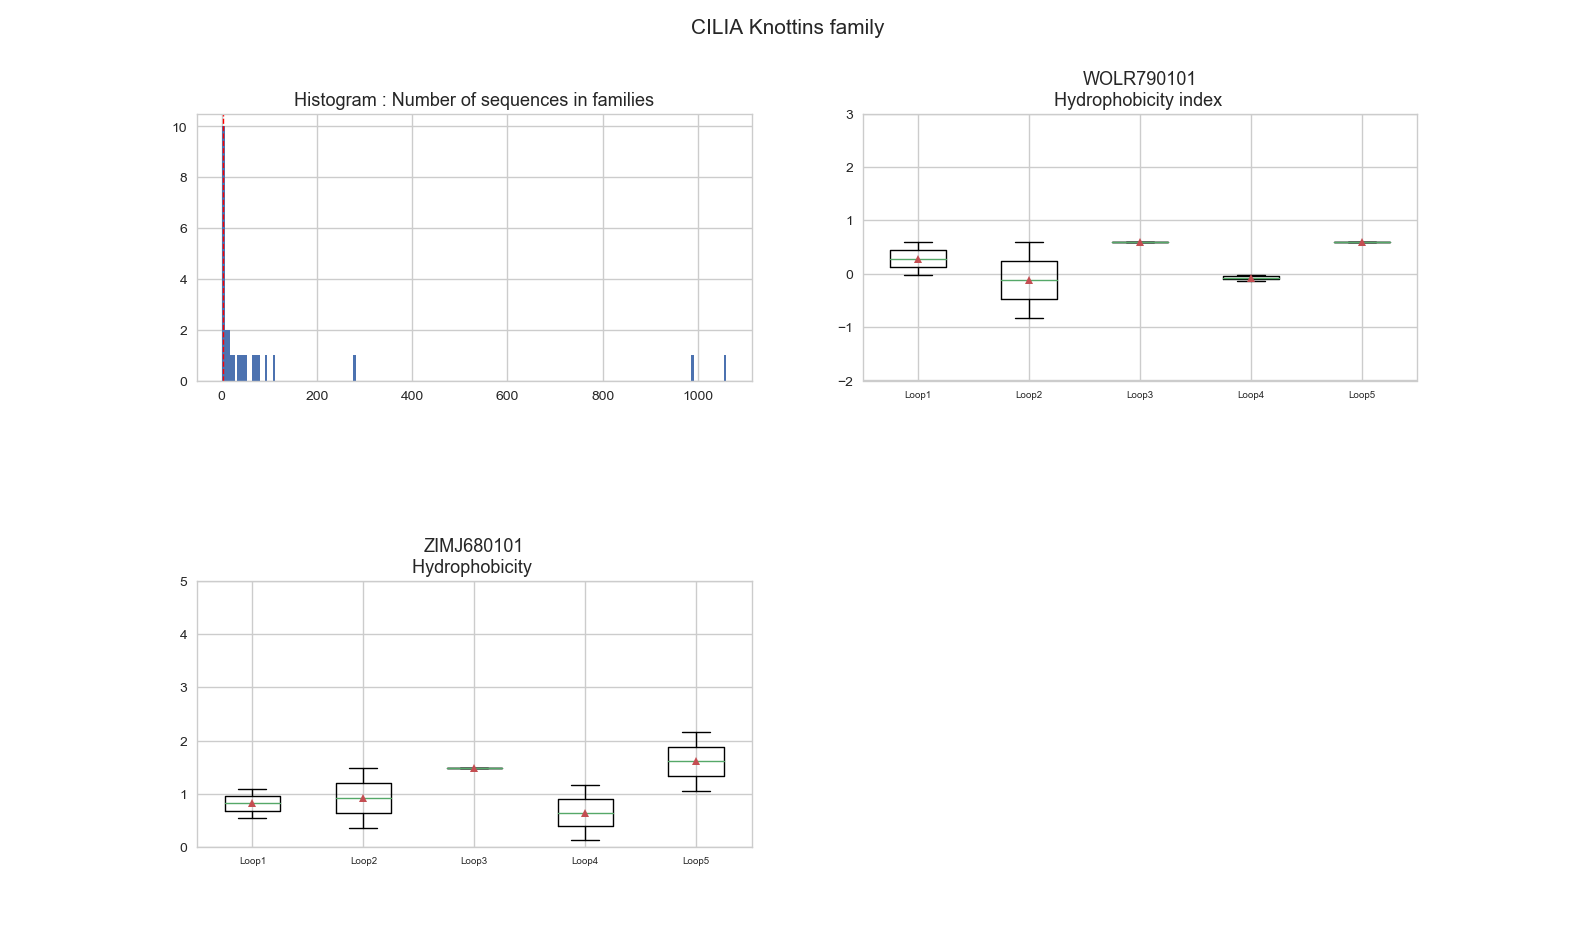 CILIA Knottins family
Histogram : Number of sequences in families
10
8
6
4
2
0
0 200 400 600 800 1000
WOLR790101
Hydrophobicity index
3
2
1
0
−1
−2
Loop1 Loop2 Loop3 Loop4 Loop5
ZIMJ680101
Hydrophobicity
5
4
3
2
1
0
Loop1 Loop2 Loop3 Loop4 Loop5